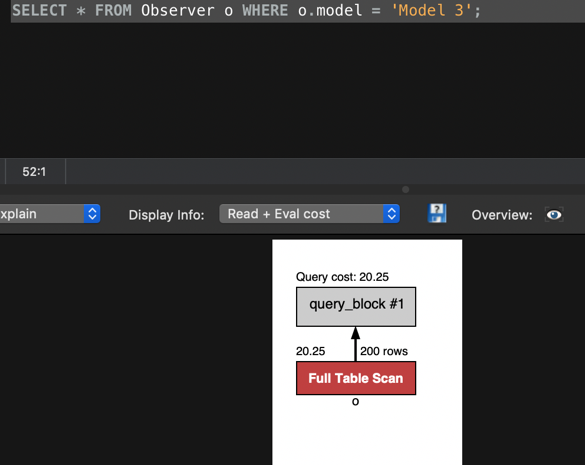 SELECT * FROM Observer o WHERE o.model = 'Model 3';
52:1
xplain
Display Info:
Read + Eval cost
Overview:
Query cost: 20.25
query_block #1
20.25
200 rows
Full Table Scan
o